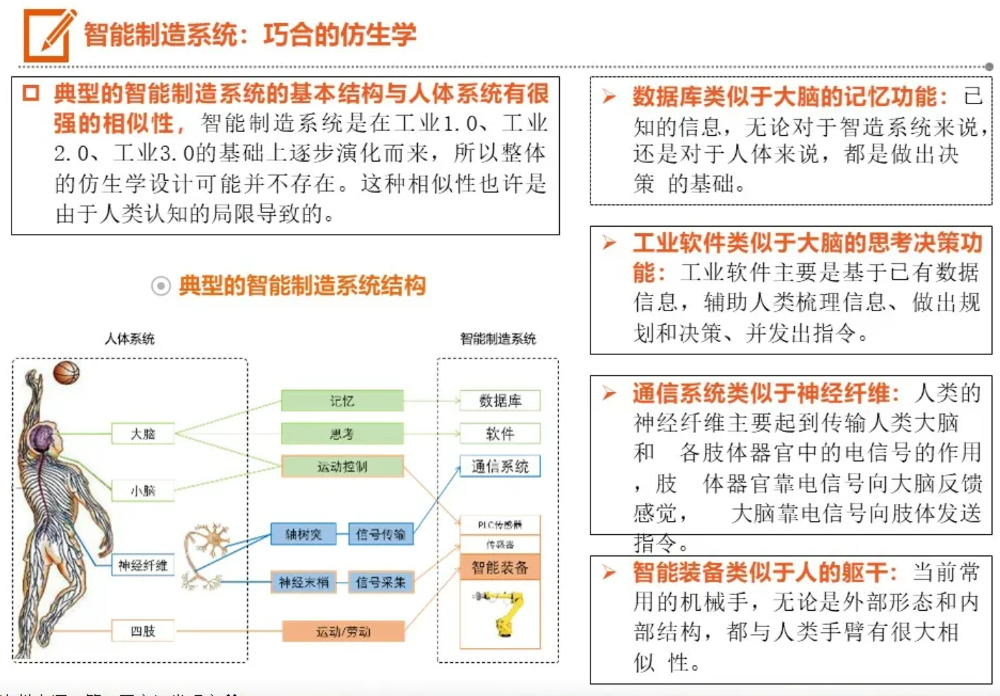 智能制造系统：巧合的仿生学
典型的智能制造系统的基本结构与人体系统有很
强的相似性，智能制造系统是在工业1.0、工业
2.0、工业3.0的基础上逐步演化而来，所以整体
的仿生学设计可能并不存在。这种相似性也许是
由于人类认知的局限导致的。
典型的智能制造系统结构
人体系统
智能制造系统
大脑
小脑
神经纤维
四肢
记忆
思考
运动控制
轴树突
信号传输
神经末梢
信号采集
运动/劳动
数据库
软件
通信系统
PLC传感器
传感器
智能装备
数据库类似于大脑的记忆功能：已
知的信息，无论对于智造系统来说，
还是对于人体来说，都是做出决
策 的基础。
工业软件类似于大脑的思考决策功
能：工业软件主要是基于已有数据
信息，辅助人类梳理信息、做出规
划和决策、并发出指令。
通信系统类似于神经纤维：人类的
神经纤维主要起到传输人类大脑
和 各肢体器官中的电信号的作用
，肢 体器官靠电信号向大脑反馈
感觉， 大脑靠电信号向肢体发送
指令。
智能装备类似于人的躯干：当前常
用的机械手，无论是外部形态和内
部结构，都与人类手臂有很大相
似 性。